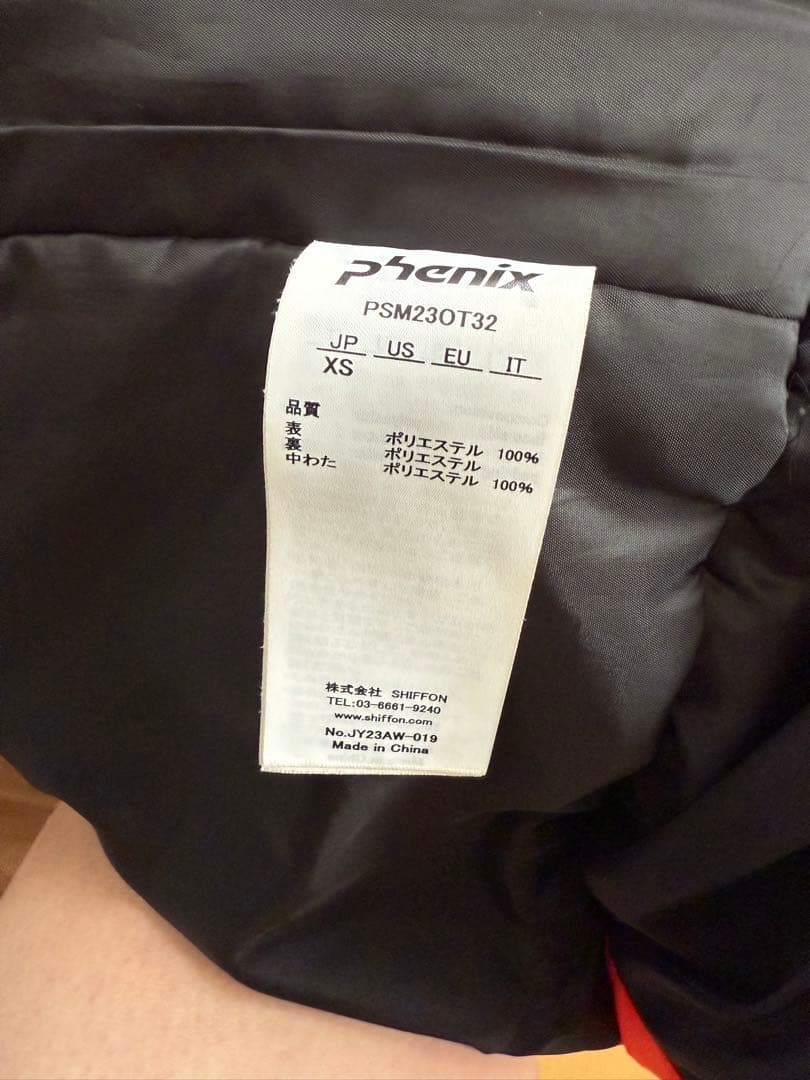 phenix
PSM23OT32
JP US EU IT
XS
品質
表 ポリエステル 100%
裏 ポリエステル
中わた ポリエステル 100%
株式会社 SHIFFON
TEL:03-6661-9240
www.shiffon.com
No.JY23AW-019
Made in China